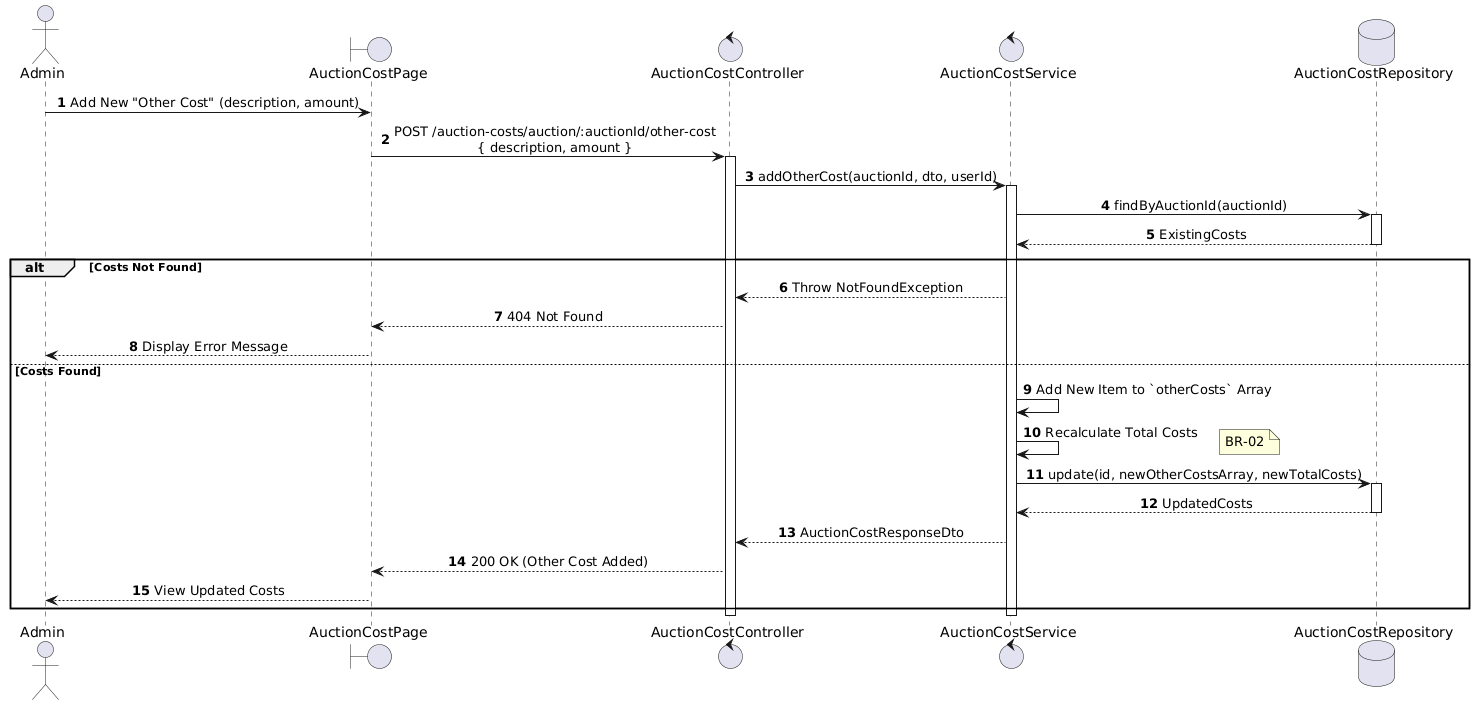 Admin
AuctionCostPage
AuctionCostController
AuctionCostService
AuctionCostRepository
1 Add New "Other Cost" (description, amount)
2 POST /auction-costs/auction/:auctionId/other-cost
{ description, amount }
3 addOtherCost(auctionId, dto, userId)
4 findByAuctionId(auctionId)
5 ExistingCosts
alt [Costs Not Found]
6 Throw NotFoundException
7 404 Not Found
8 Display Error Message
[Costs Found]
9 Add New Item to `otherCosts` Array
10 Recalculate Total Costs
BR-02
11 update(id, newOtherCostsArray, newTotalCosts)
12 UpdatedCosts
13 AuctionCostResponseDto
14 200 OK (Other Cost Added)
15 View Updated Costs
Admin
AuctionCostPage
AuctionCostController
AuctionCostService
AuctionCostRepository